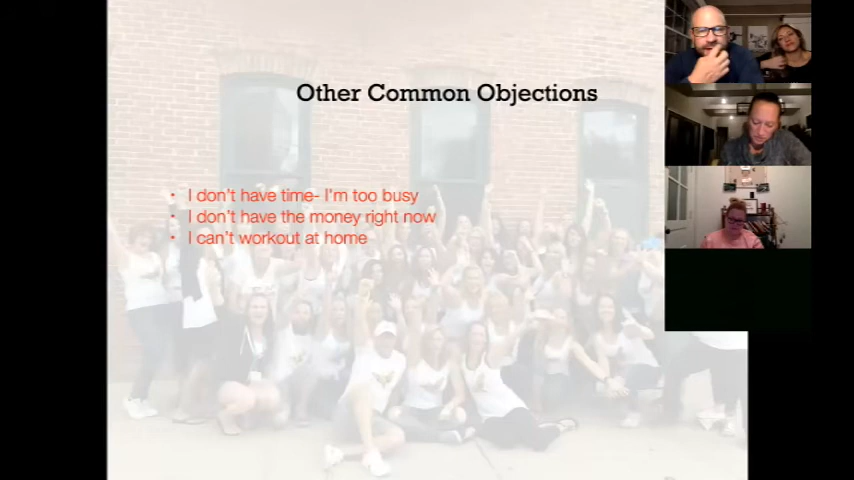 Other Common Objections
· I don't have time- I'm too busy
· I don't have the money right now
· I can't workout at home